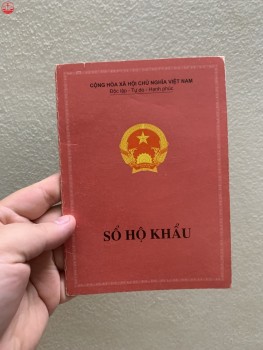 CỘNG HÒA XÃ HỘI CHỦ NGHĨA VIỆT NAM
Độc lập - Tự do - Hạnh phúc
SỔ HỘ KHẨU